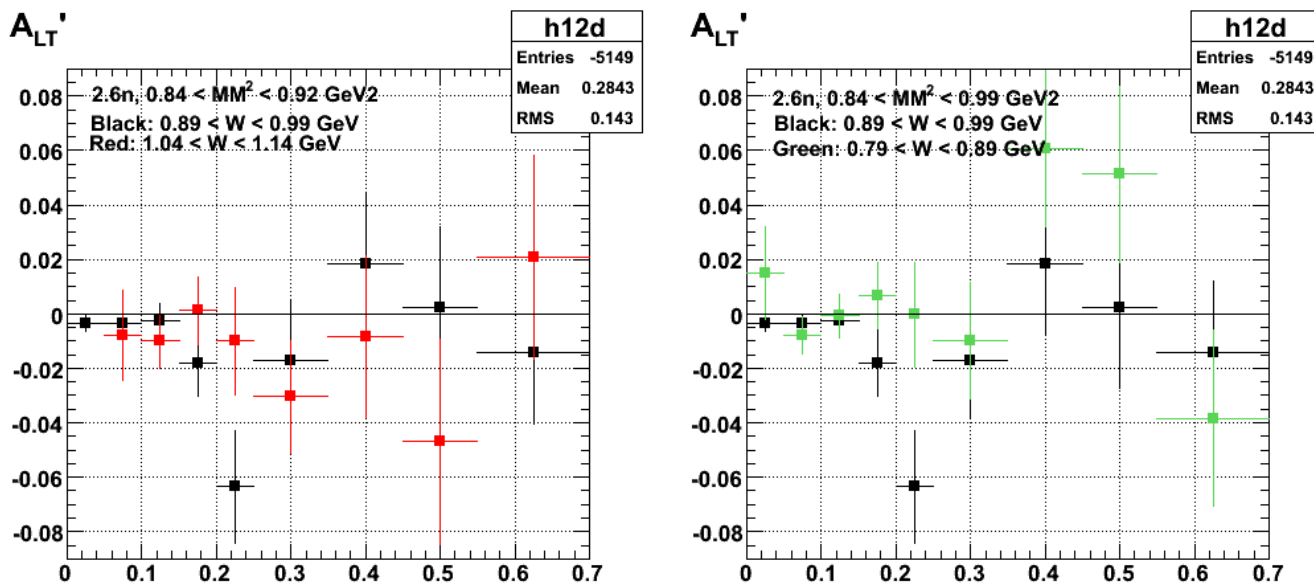 A_LT'
h12d
Entries -5149
Mean 0.2843
RMS 0.143
2.6n, 0.84 < MM² < 0.92 GeV2
Black: 0.89 < W < 0.99 GeV
Red: 1.04 < W < 1.14 GeV
0.08
0.06
0.04
0.02
0
-0.02
-0.04
-0.06
-0.08
0 0.1 0.2 0.3 0.4 0.5 0.6 0.7
A_LT'
h12d
Entries -5149
Mean 0.2843
RMS 0.143
2.6n, 0.84 < MM² < 0.99 GeV2
Black: 0.89 < W < 0.99 GeV
Green: 0.79 < W < 0.89 GeV
0.08
0.06
0.04
0.02
0
-0.02
-0.04
-0.06
-0.08
0 0.1 0.2 0.3 0.4 0.5 0.6 0.7